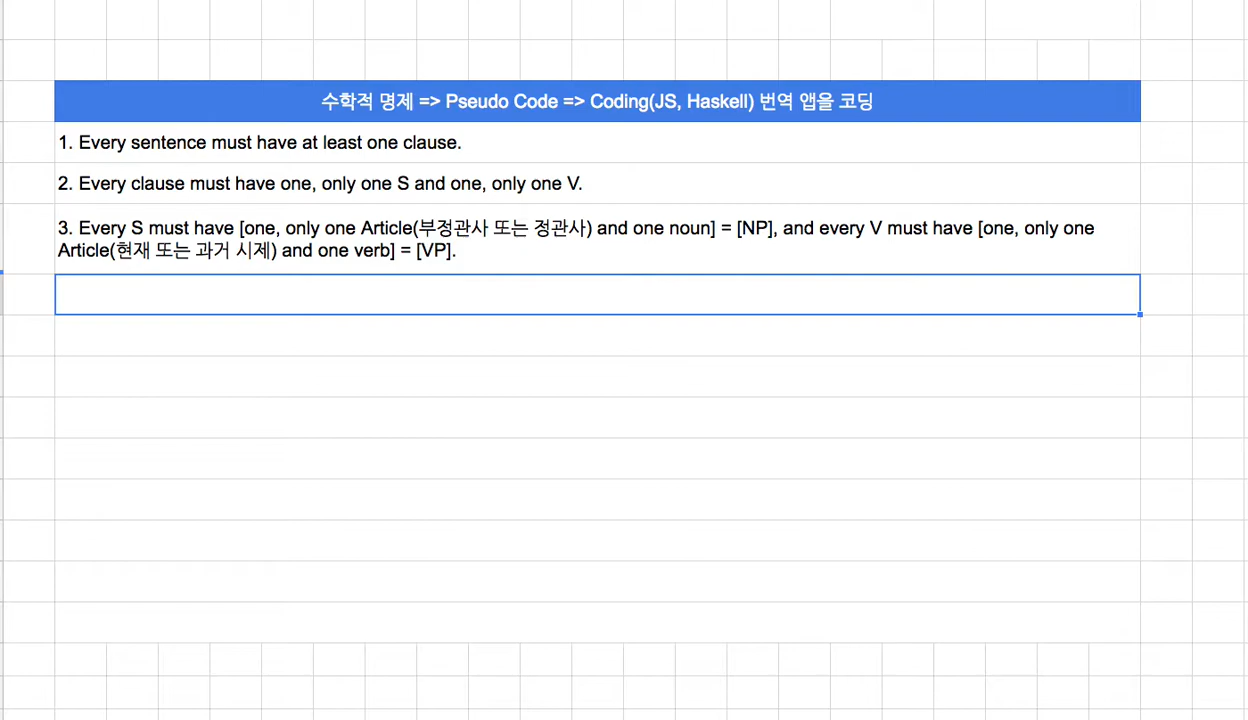 수학적 명제 => Pseudo Code => Coding(JS, Haskell) 번역 앱을 코딩
1. Every sentence must have at least one clause.
2. Every clause must have one, only one S and one, only one V.
3. Every S must have [one, only one Article(부정관사 또는 정관사) and one noun] = [NP], and every V must have [one, only one
Article(현재 또는 과거 시제) and one verb] = [VP].